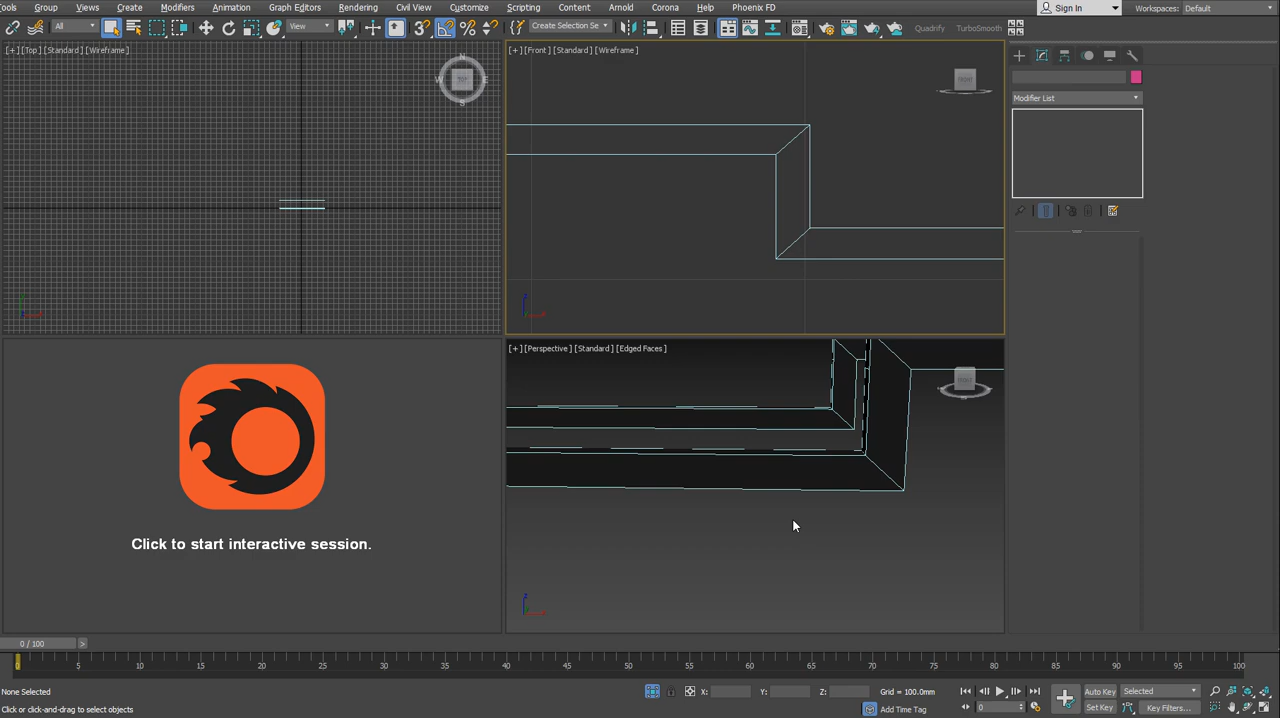 Tools Group Views Create Modifiers Animation Graph Editors Rendering Civil View Customize Scripting Content Arnold Corona Help Phoenix FD Sign In Workspaces: Default
All View Create Selection Se Quadrify TurboSmooth
[+] [Top] [Standard] [Wireframe]
[+] [Front] [Standard] [Wireframe]
N
W TOP E
S
FRONT
Modifier List
[+] [Perspective] [Standard] [Edged Faces]
Click to start interactive session.
0 / 100 >
0 5 10 15 20 25 30 35 40 45 50 55 60 65 70 75 80 85 90 95 100
None Selected X: Y: Z: Grid = 100.0mm Auto Key Selected
Click or click-and-drag to select objects Add Time Tag 0 Set Key Key Filters...